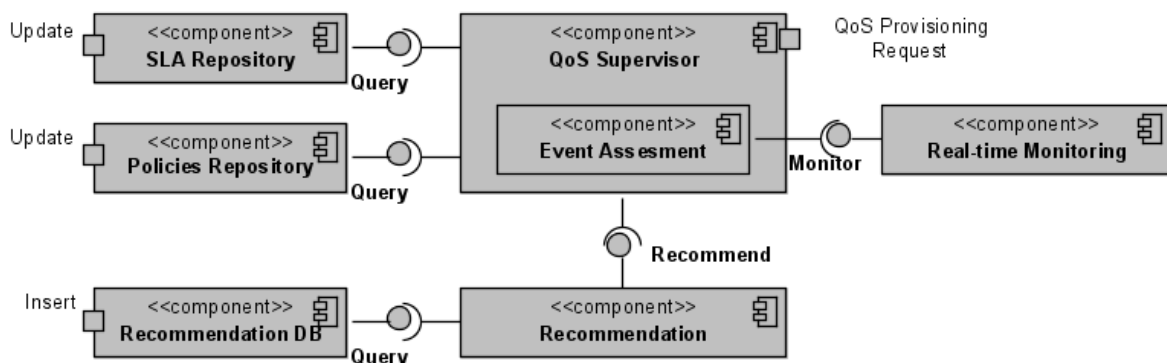 Update
<<component>>
SLA Repository
Query
<<component>>
QoS Supervisor
QoS Provisioning
Request
Update
<<component>>
Policies Repository
Query
<<component>>
Event Assesment
Monitor
<<component>>
Real-time Monitoring
Recommend
Insert
<<component>>
Recommendation DB
Query
<<component>>
Recommendation